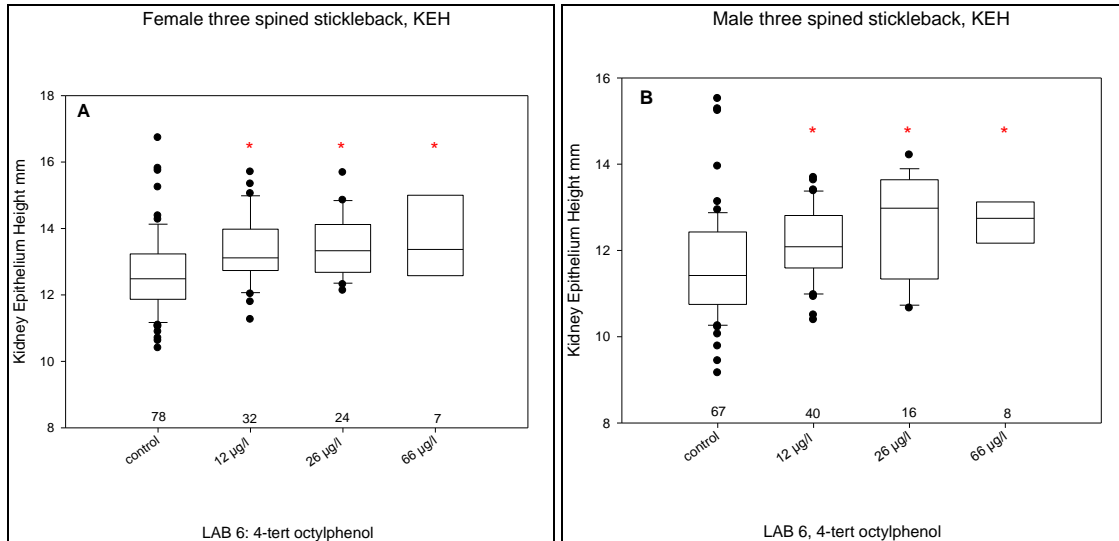 Female three spined stickleback, KEH
A
Kidney Epithelium Height mm
18
16
14
12
10
8
* * *
78 32 24 7
control 12 µg/l 26 µg/l 66 µg/l
LAB 6: 4-tert octylphenol
Male three spined stickleback, KEH
B
Kidney Epithelium Height mm
16
14
12
10
8
* * *
67 40 16 8
control 12 µg/l 26 µg/l 66 µg/l
LAB 6, 4-tert octylphenol